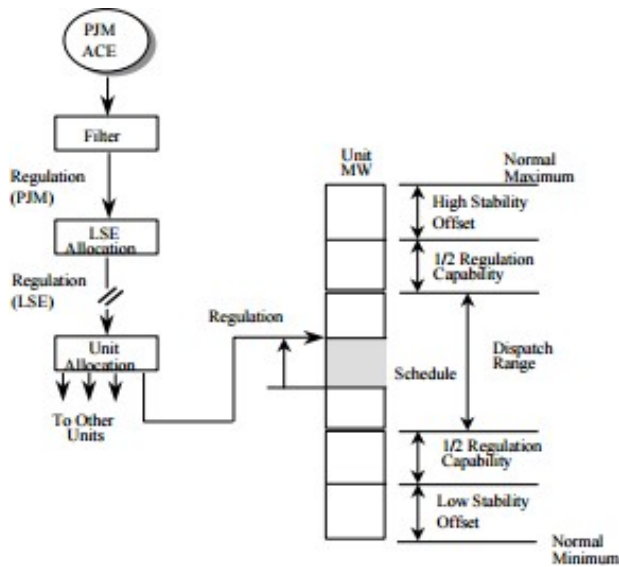 PJM
ACE
Filter
Regulation
(PJM)
LSE
Allocation
Regulation
(LSE)
Unit
Allocation
To Other
Units
Regulation
Unit
MW
Normal
Maximum
High Stability
Offset
1/2 Regulation
Capability
Dispatch
Range
Schedule
1/2 Regulation
Capability
Low Stability
Offset
Normal
Minimum